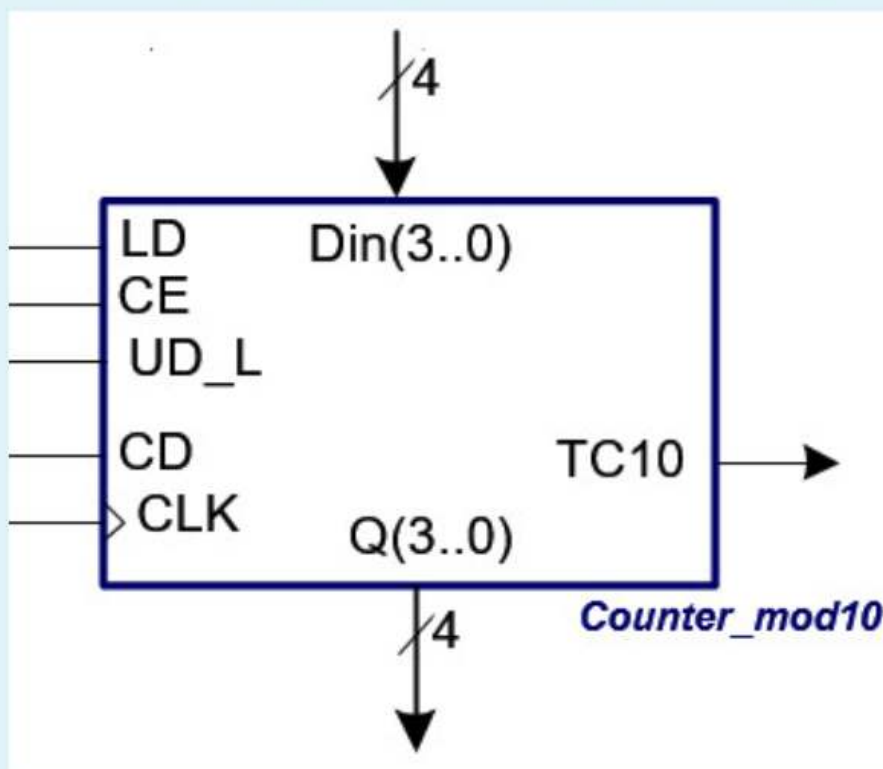 4
LD
Din(3..0)
CE
UD_L
CD
TC10
CLK
Q(3..0)
Counter_mod10
4